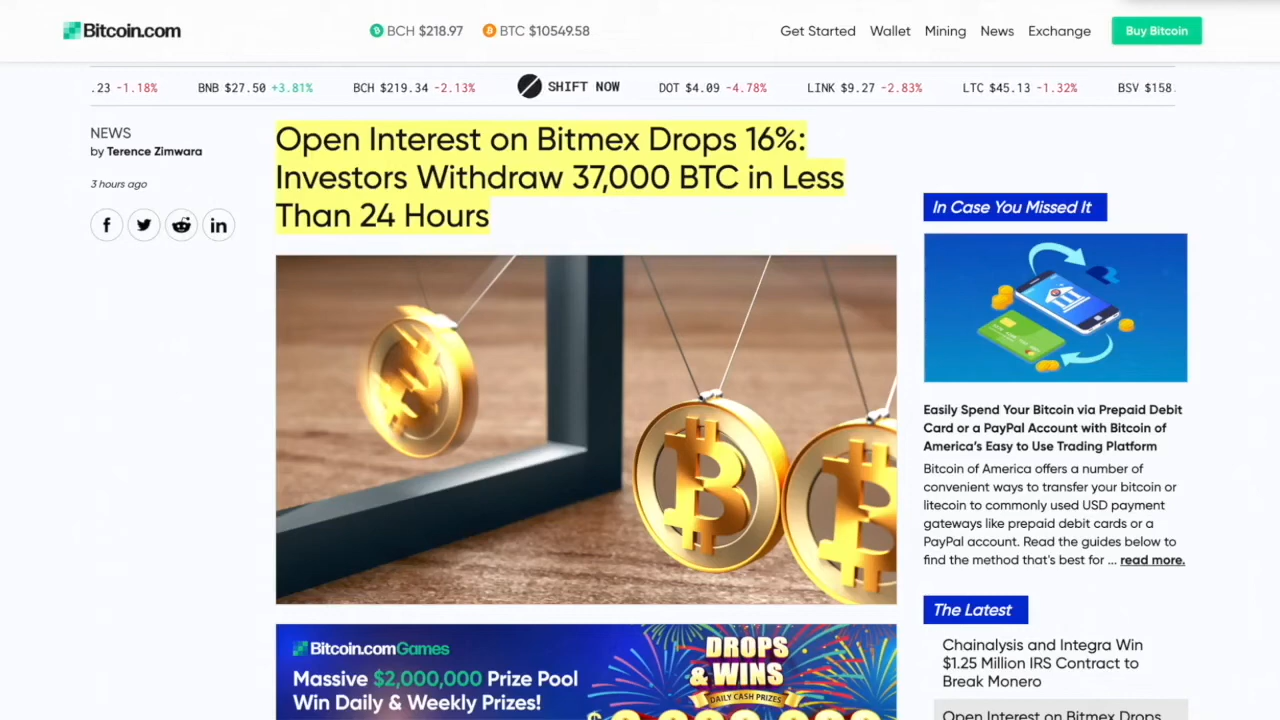 Bitcoin.com
BCH $218.97
BTC $10549.58
Get Started
Wallet
Mining
News
Exchange
Buy Bitcoin
.23 -1.18%
BNB $27.50 +3.81%
BCH $219.34 -2.13%
SHIFT NOW
DOT $4.09 -4.78%
LINK $9.27 -2.83%
LTC $45.13 -1.32%
BSV $158.
NEWS
by Terence Zimwara
3 hours ago
Open Interest on Bitmex Drops 16%:
Investors Withdraw 37,000 BTC in Less
Than 24 Hours
Bitcoin.comGames
Massive $2,000,000 Prize Pool
Win Daily & Weekly Prizes!
DROPS
& WINS
DAILY CASH PRIZES
In Case You Missed It
Easily Spend Your Bitcoin via Prepaid Debit
Card or a PayPal Account with Bitcoin of
America's Easy to Use Trading Platform
Bitcoin of America offers a number of
convenient ways to transfer your bitcoin or
litecoin to commonly used USD payment
gateways like prepaid debit cards or a
PayPal account. Read the guides below to
find the method that's best for ... read more.
The Latest
Chainalysis and Integra Win
$1.25 Million IRS Contract to
Break Monero
Open Interest on Bitmex Drops